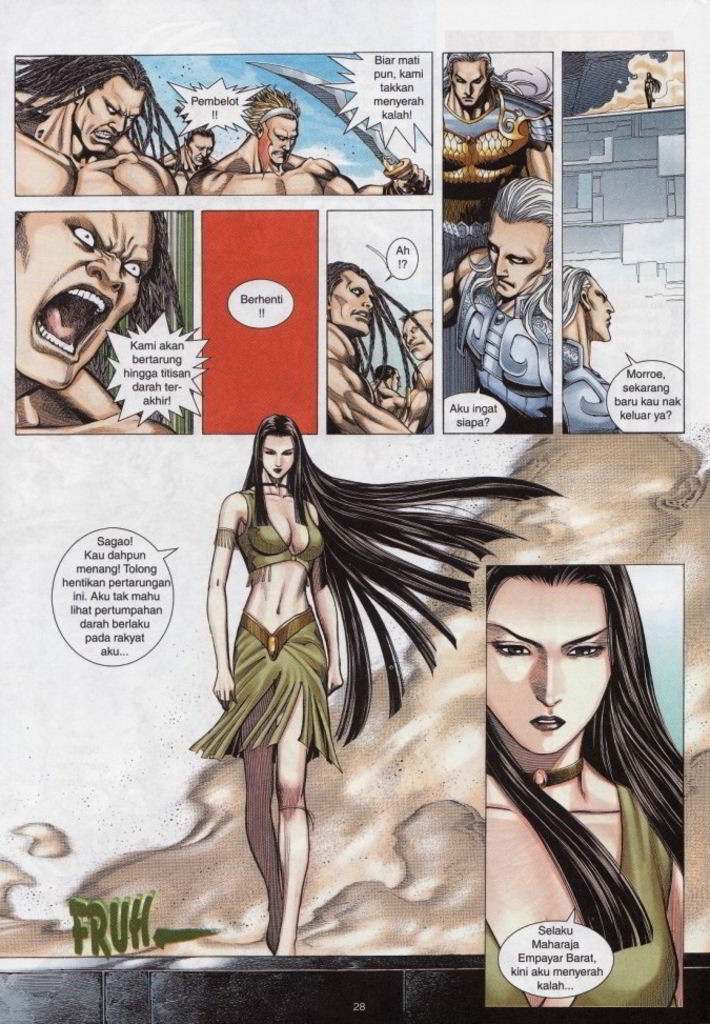 Pembelot
!!
Biar mati
pun, kami
takkan
menyerah
kalah!
Kami akan
bertarung
hingga titisan
darah ter-
akhir!
Berhenti
!!
Ah
!?
Aku ingat
siapa?
Morroe,
sekarang
baru kau nak
keluar ya?
Sagao!
Kau dahpun
menang! Tolong
hentikan pertarungan
ini. Aku tak mahu
lihat pertumpahan
darah berlaku
pada rakyat
aku...
FRUH
Selaku
Maharaja
Empayar Barat,
kini aku menyerah
kalah...
28